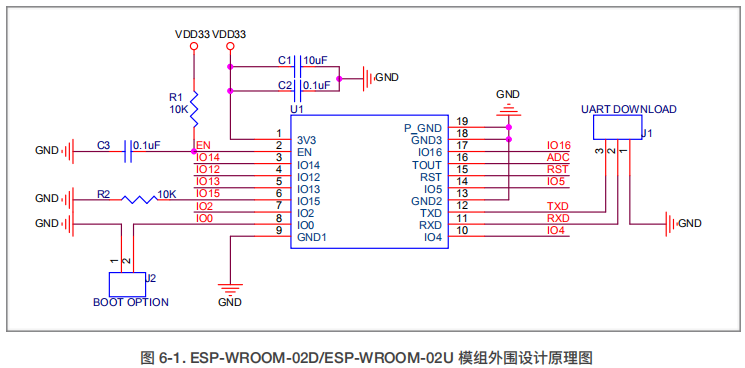 VDD33 VDD33
C1 10uF
C2 0.1uF
GND
R1
10K
U1
GND
UART DOWNLOAD
J1
GND C3 0.1uF
EN
IO14
IO12
IO13
IO15
IO2
IO0
GND R2 10K
GND
1 3V3
2 EN
3 IO14
4 IO12
5 IO13
6 IO15
7 IO2
8 IO0
9 GND1
P_GND 19
GND3 18
IO16 17 IO16
TOUT 16 ADC
RST 15 RST
IO5 14 IO5
GND2 13
TXD 12 TXD
RXD 11 RXD
IO4 10 IO4
3 2 1
GND
1 2
J2
BOOT OPTION
GND
图 6-1. ESP-WROOM-02D/ESP-WROOM-02U 模组外围设计原理图